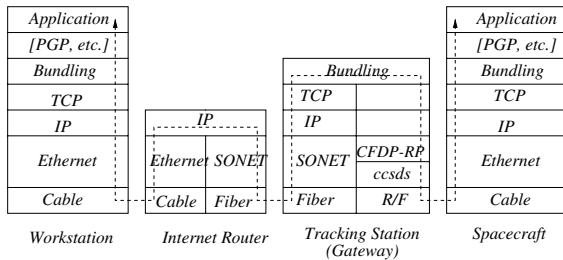 Application
[PGP, etc.]
Bundling
TCP
IP
Ethernet
Cable
Workstation
IP
Ethernet SONET
Cable Fiber
Internet Router
Bundling
TCP
IP
SONET CFDP-RP
ccsds
Fiber R/F
Tracking Station
(Gateway)
Application
[PGP, etc.]
Bundling
TCP
IP
Ethernet
Cable
Spacecraft